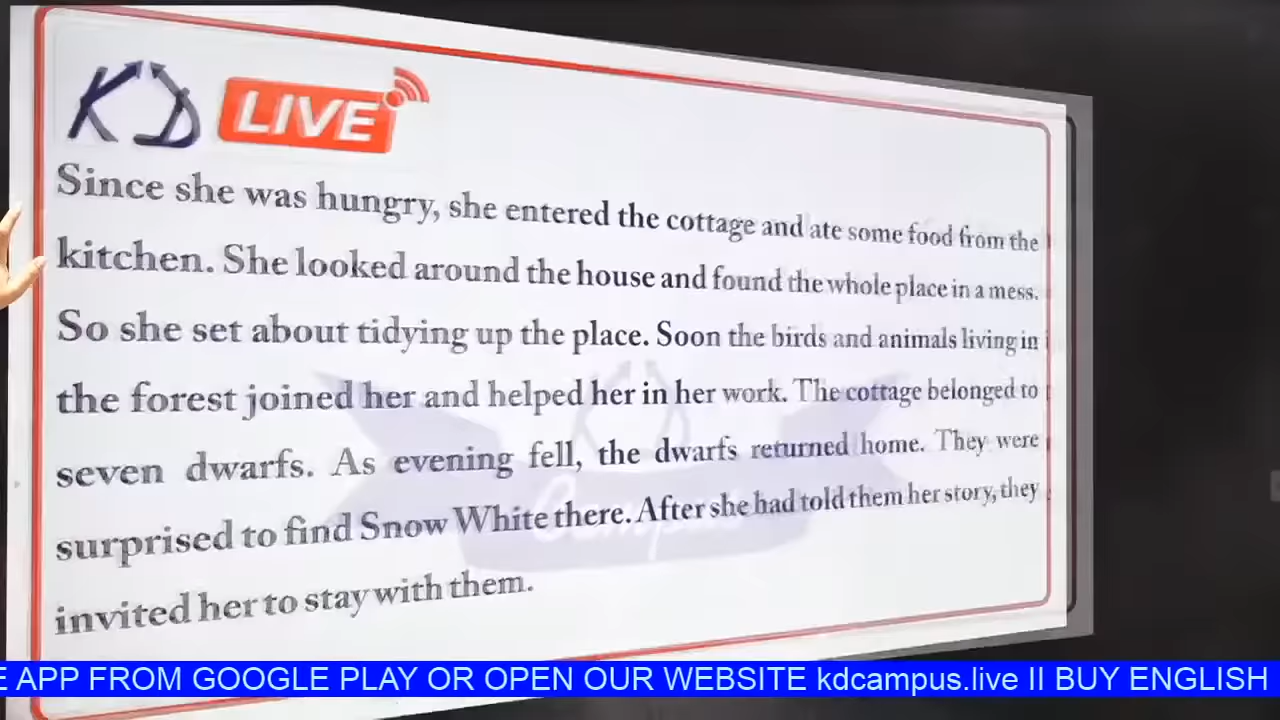 KD LIVE
Since she was hungry, she entered the cottage and ate some food from the
kitchen. She looked around the house and found the whole place in a mess.
So she set about tidying up the place. Soon the birds and animals living in
the forest joined her and helped her in her work. The cottage belonged to
seven dwarfs. As evening fell, the dwarfs returned home. They were
surprised to find Snow White there. After she had told them her story, they
invited her to stay with them.
KD
Campus
E APP FROM GOOGLE PLAY OR OPEN OUR WEBSITE kdcampus.live II BUY ENGLISH